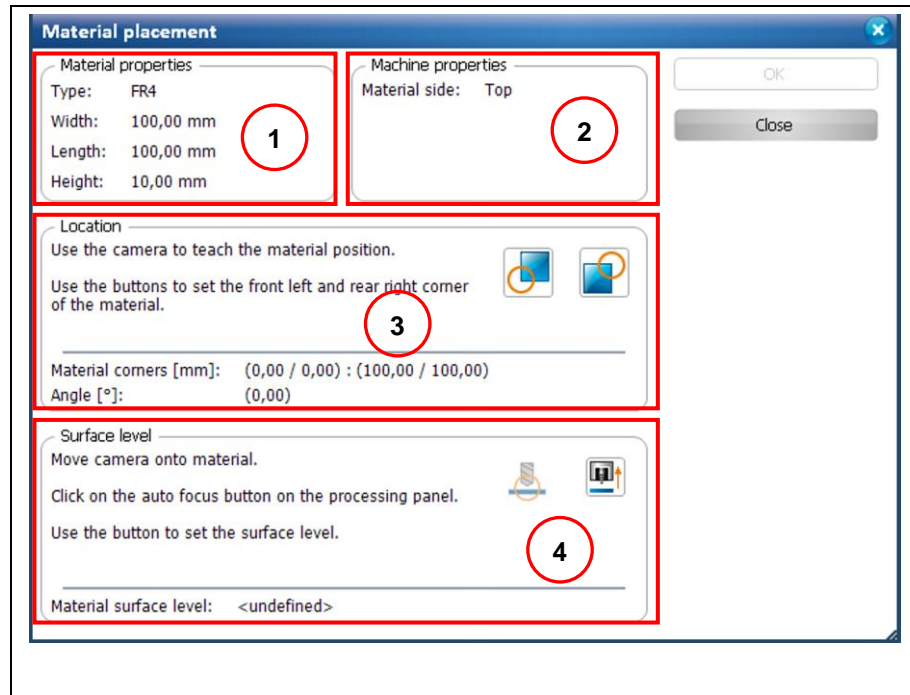 Material placement
Material properties
Type: FR4
Width: 100,00 mm
Length: 100,00 mm
Height: 10,00 mm
1
Machine properties
Material side: Top
2
OK
Close
Location
Use the camera to teach the material position.
Use the buttons to set the front left and rear right corner
of the material.
3
Material corners [mm]: (0,00 / 0,00) : (100,00 / 100,00)
Angle [°]: (0,00)
Surface level
Move camera onto material.
Click on the auto focus button on the processing panel.
Use the button to set the surface level.
4
Material surface level: <undefined>